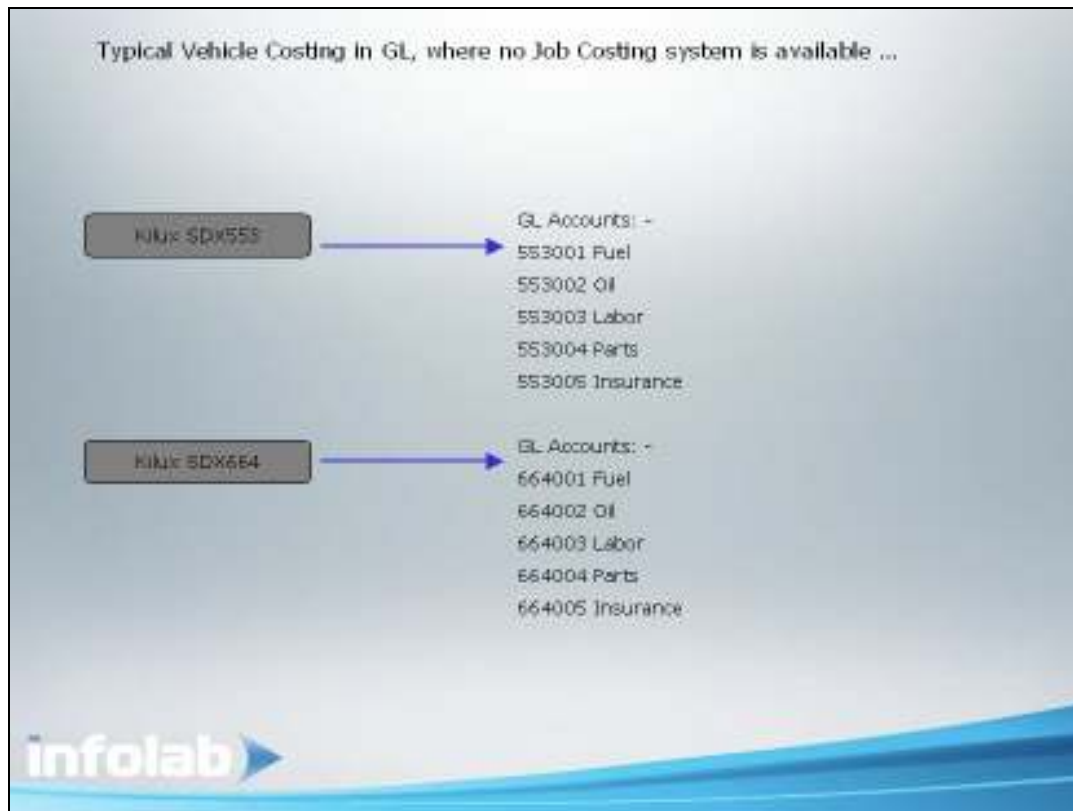 Typical Vehicle Costing in GL, where no Job Costing system is available ...
Hilux SDX553
GL Accounts: -
553001 Fuel
553002 Oil
553003 Labor
553004 Parts
553005 Insurance
Hilux SDX664
GL Accounts: -
664001 Fuel
664002 Oil
664003 Labor
664004 Parts
664005 Insurance
infolab